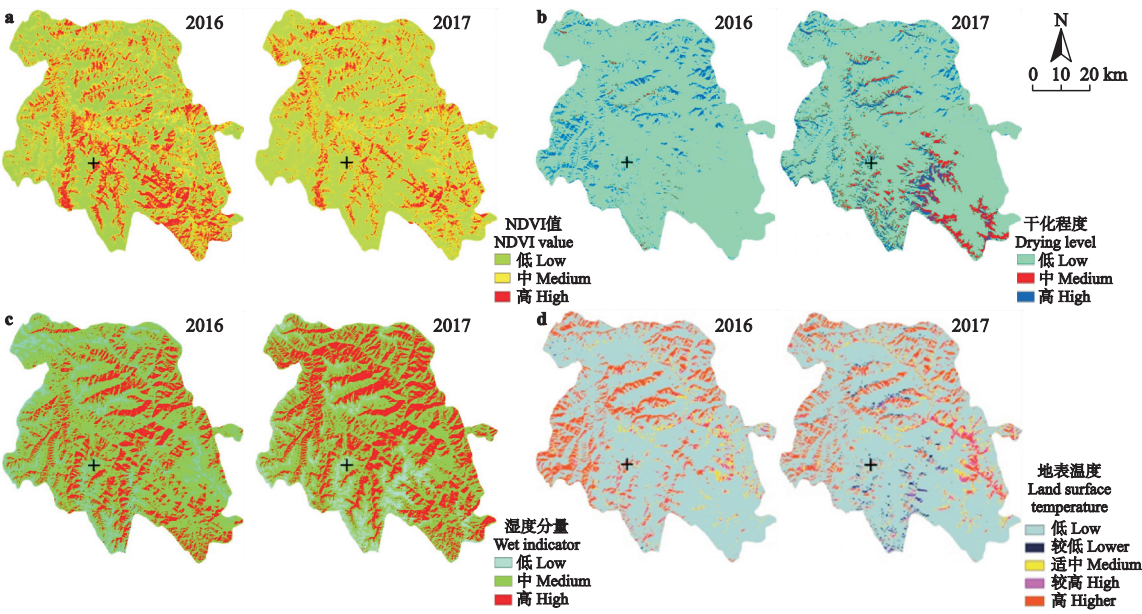 a
2016
2017
NDVI值
NDVI value
低 Low
中 Medium
高 High
b
2016
2017
N
0 10 20 km
干化程度
Drying level
低 Low
中 Medium
高 High
c
2016
2017
湿度分量
Wet indicator
低 Low
中 Medium
高 High
d
2016
2017
地表温度
Land surface
temperature
低 Low
较低 Lower
适中 Medium
较高 High
高 Higher